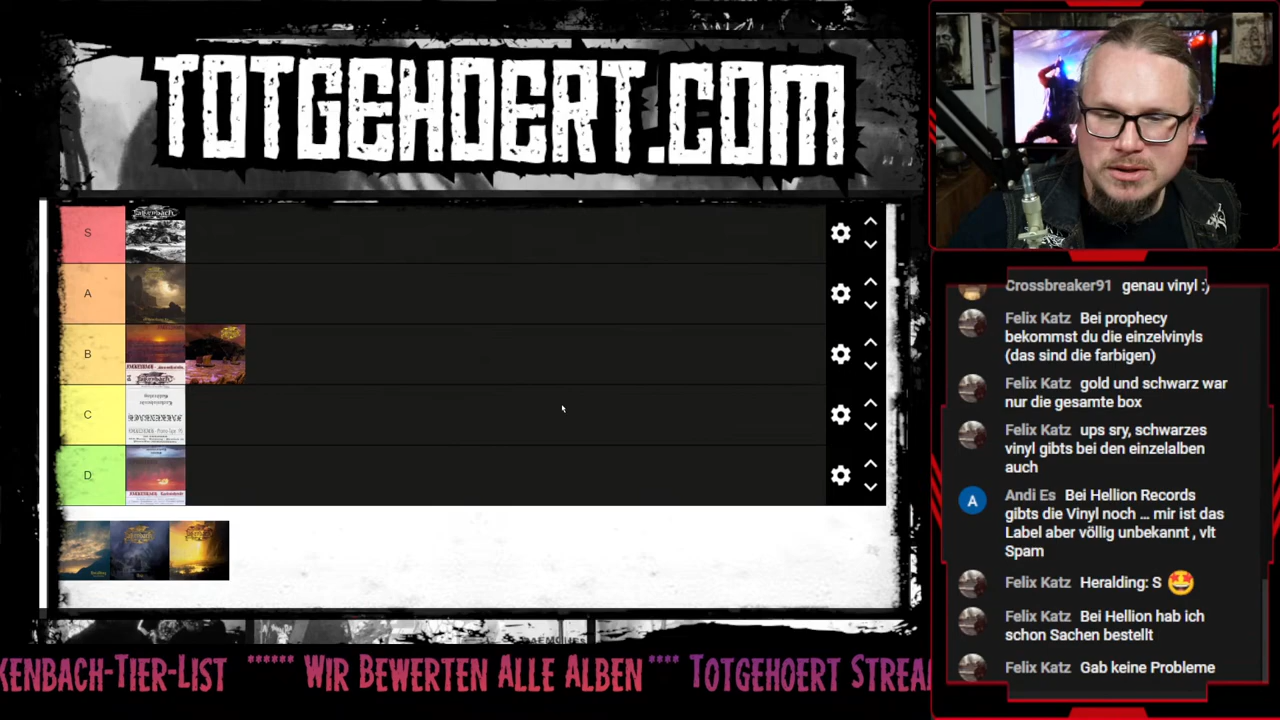 TOTGEHOERT.COM
S
A
B
C
D
Crossbreaker91 genau vinyl :)
Felix Katz Bei prophecy
bekommst du die einzelvinyls
(das sind die farbigen)
Felix Katz gold und schwarz war
nur die gesamte box
Felix Katz ups sry, schwarzes
vinyl gibts bei den einzelalben
auch
A
Andi Es Bei Hellion Records
gibts die Vinyl noch ... mir ist das
Label aber völlig unbekannt , vlt
Spam
Felix Katz Heralding: S 🤩
Felix Katz Bei Hellion hab ich
schon Sachen bestellt
Felix Katz Gab keine Probleme
KENBACH-TIER-LIST ****** WIR BEWERTEN ALLE ALBEN **** TOTGEHOERT STREA